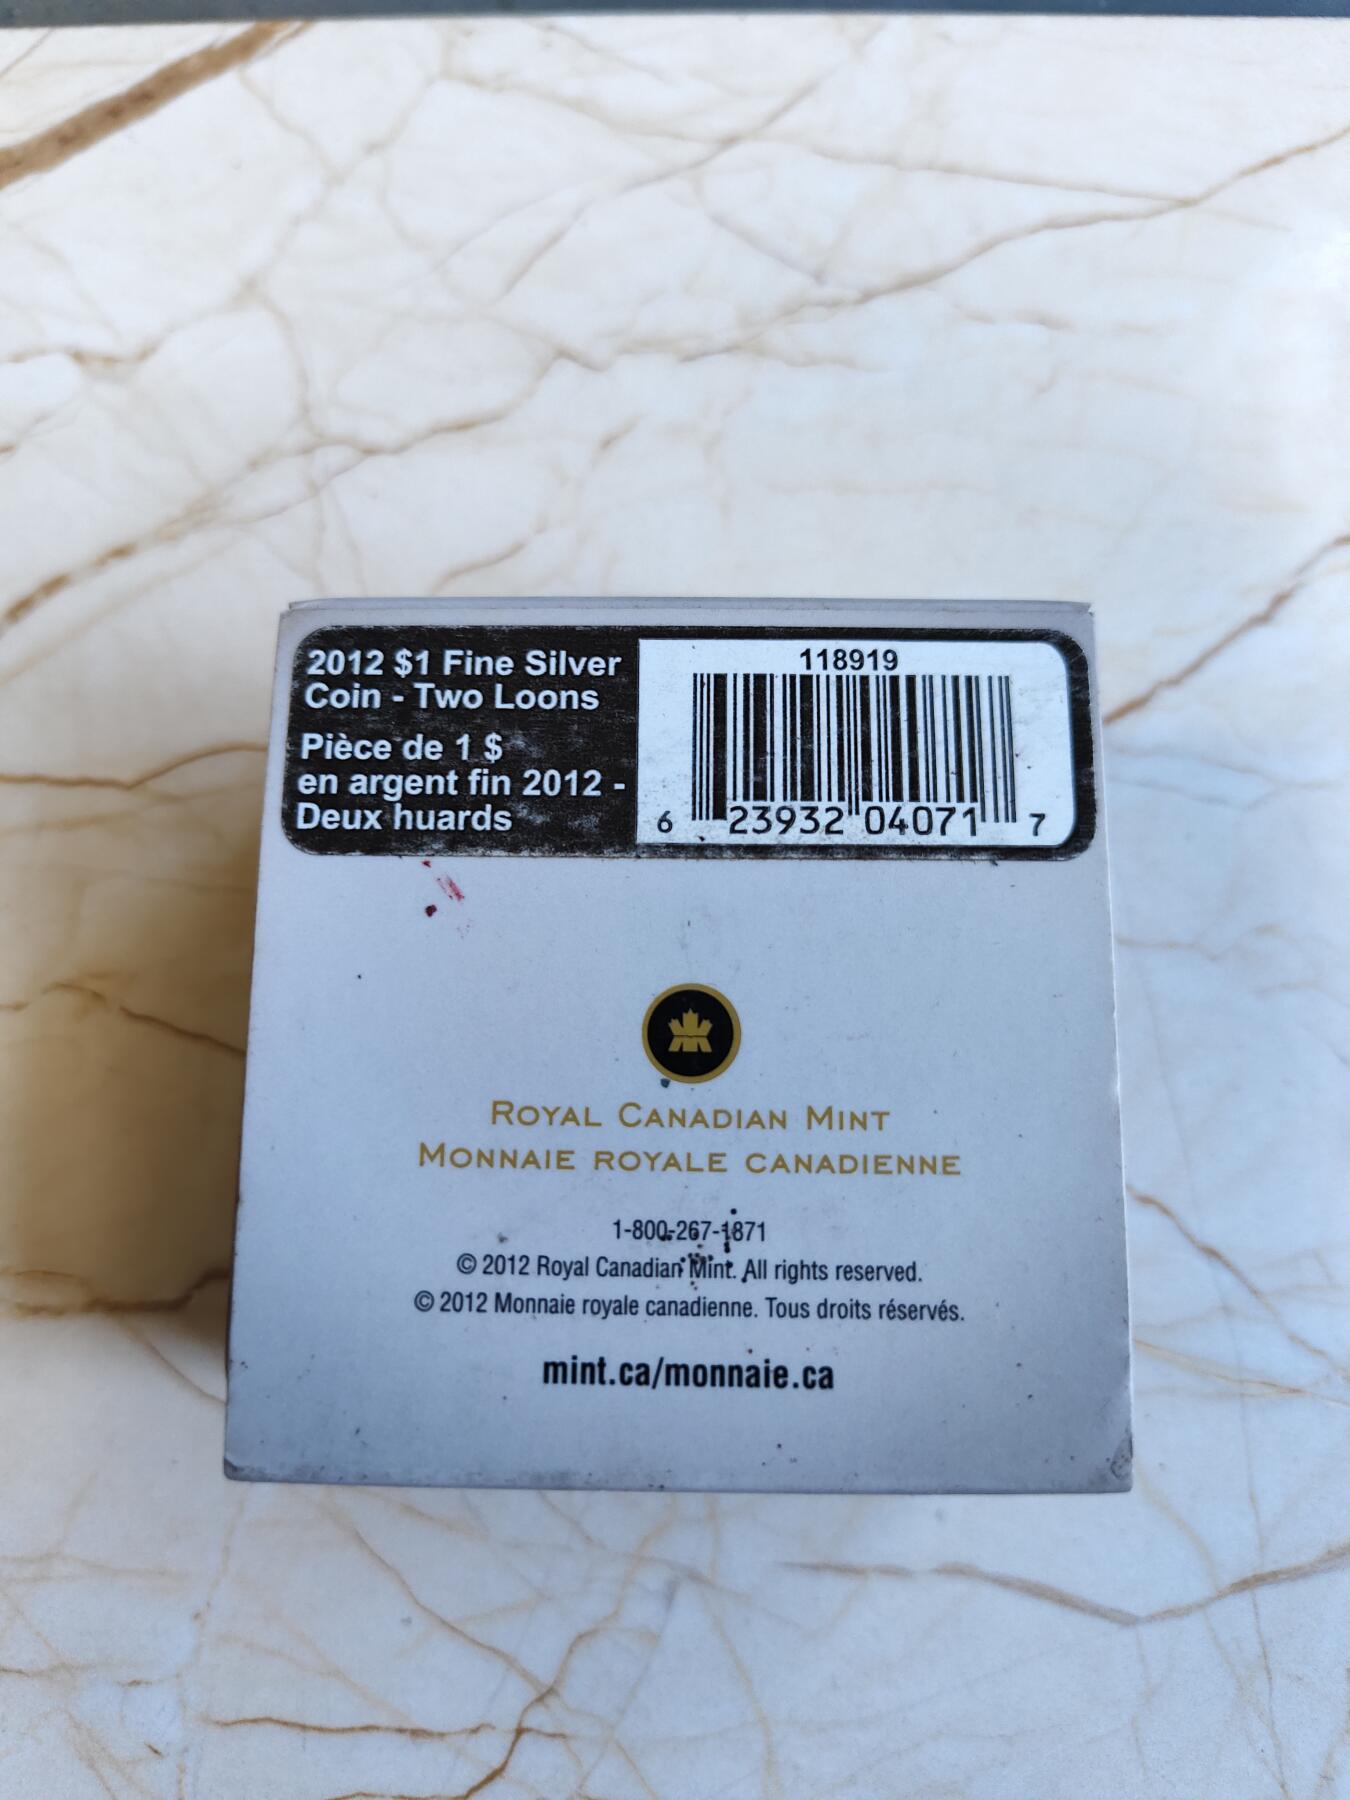 2012 $1 Fine Silver
Coin - Two Loons
Pièce de 1 $
en argent fin 2012 -
Deux huards
118919
6 23932 04071 7
ROYAL CANADIAN MINT
MONNAIE ROYALE CANADIENNE
1-800-267-1871
© 2012 Royal Canadian Mint. All rights reserved.
© 2012 Monnaie royale canadienne. Tous droits réservés.
mint.ca/monnaie.ca